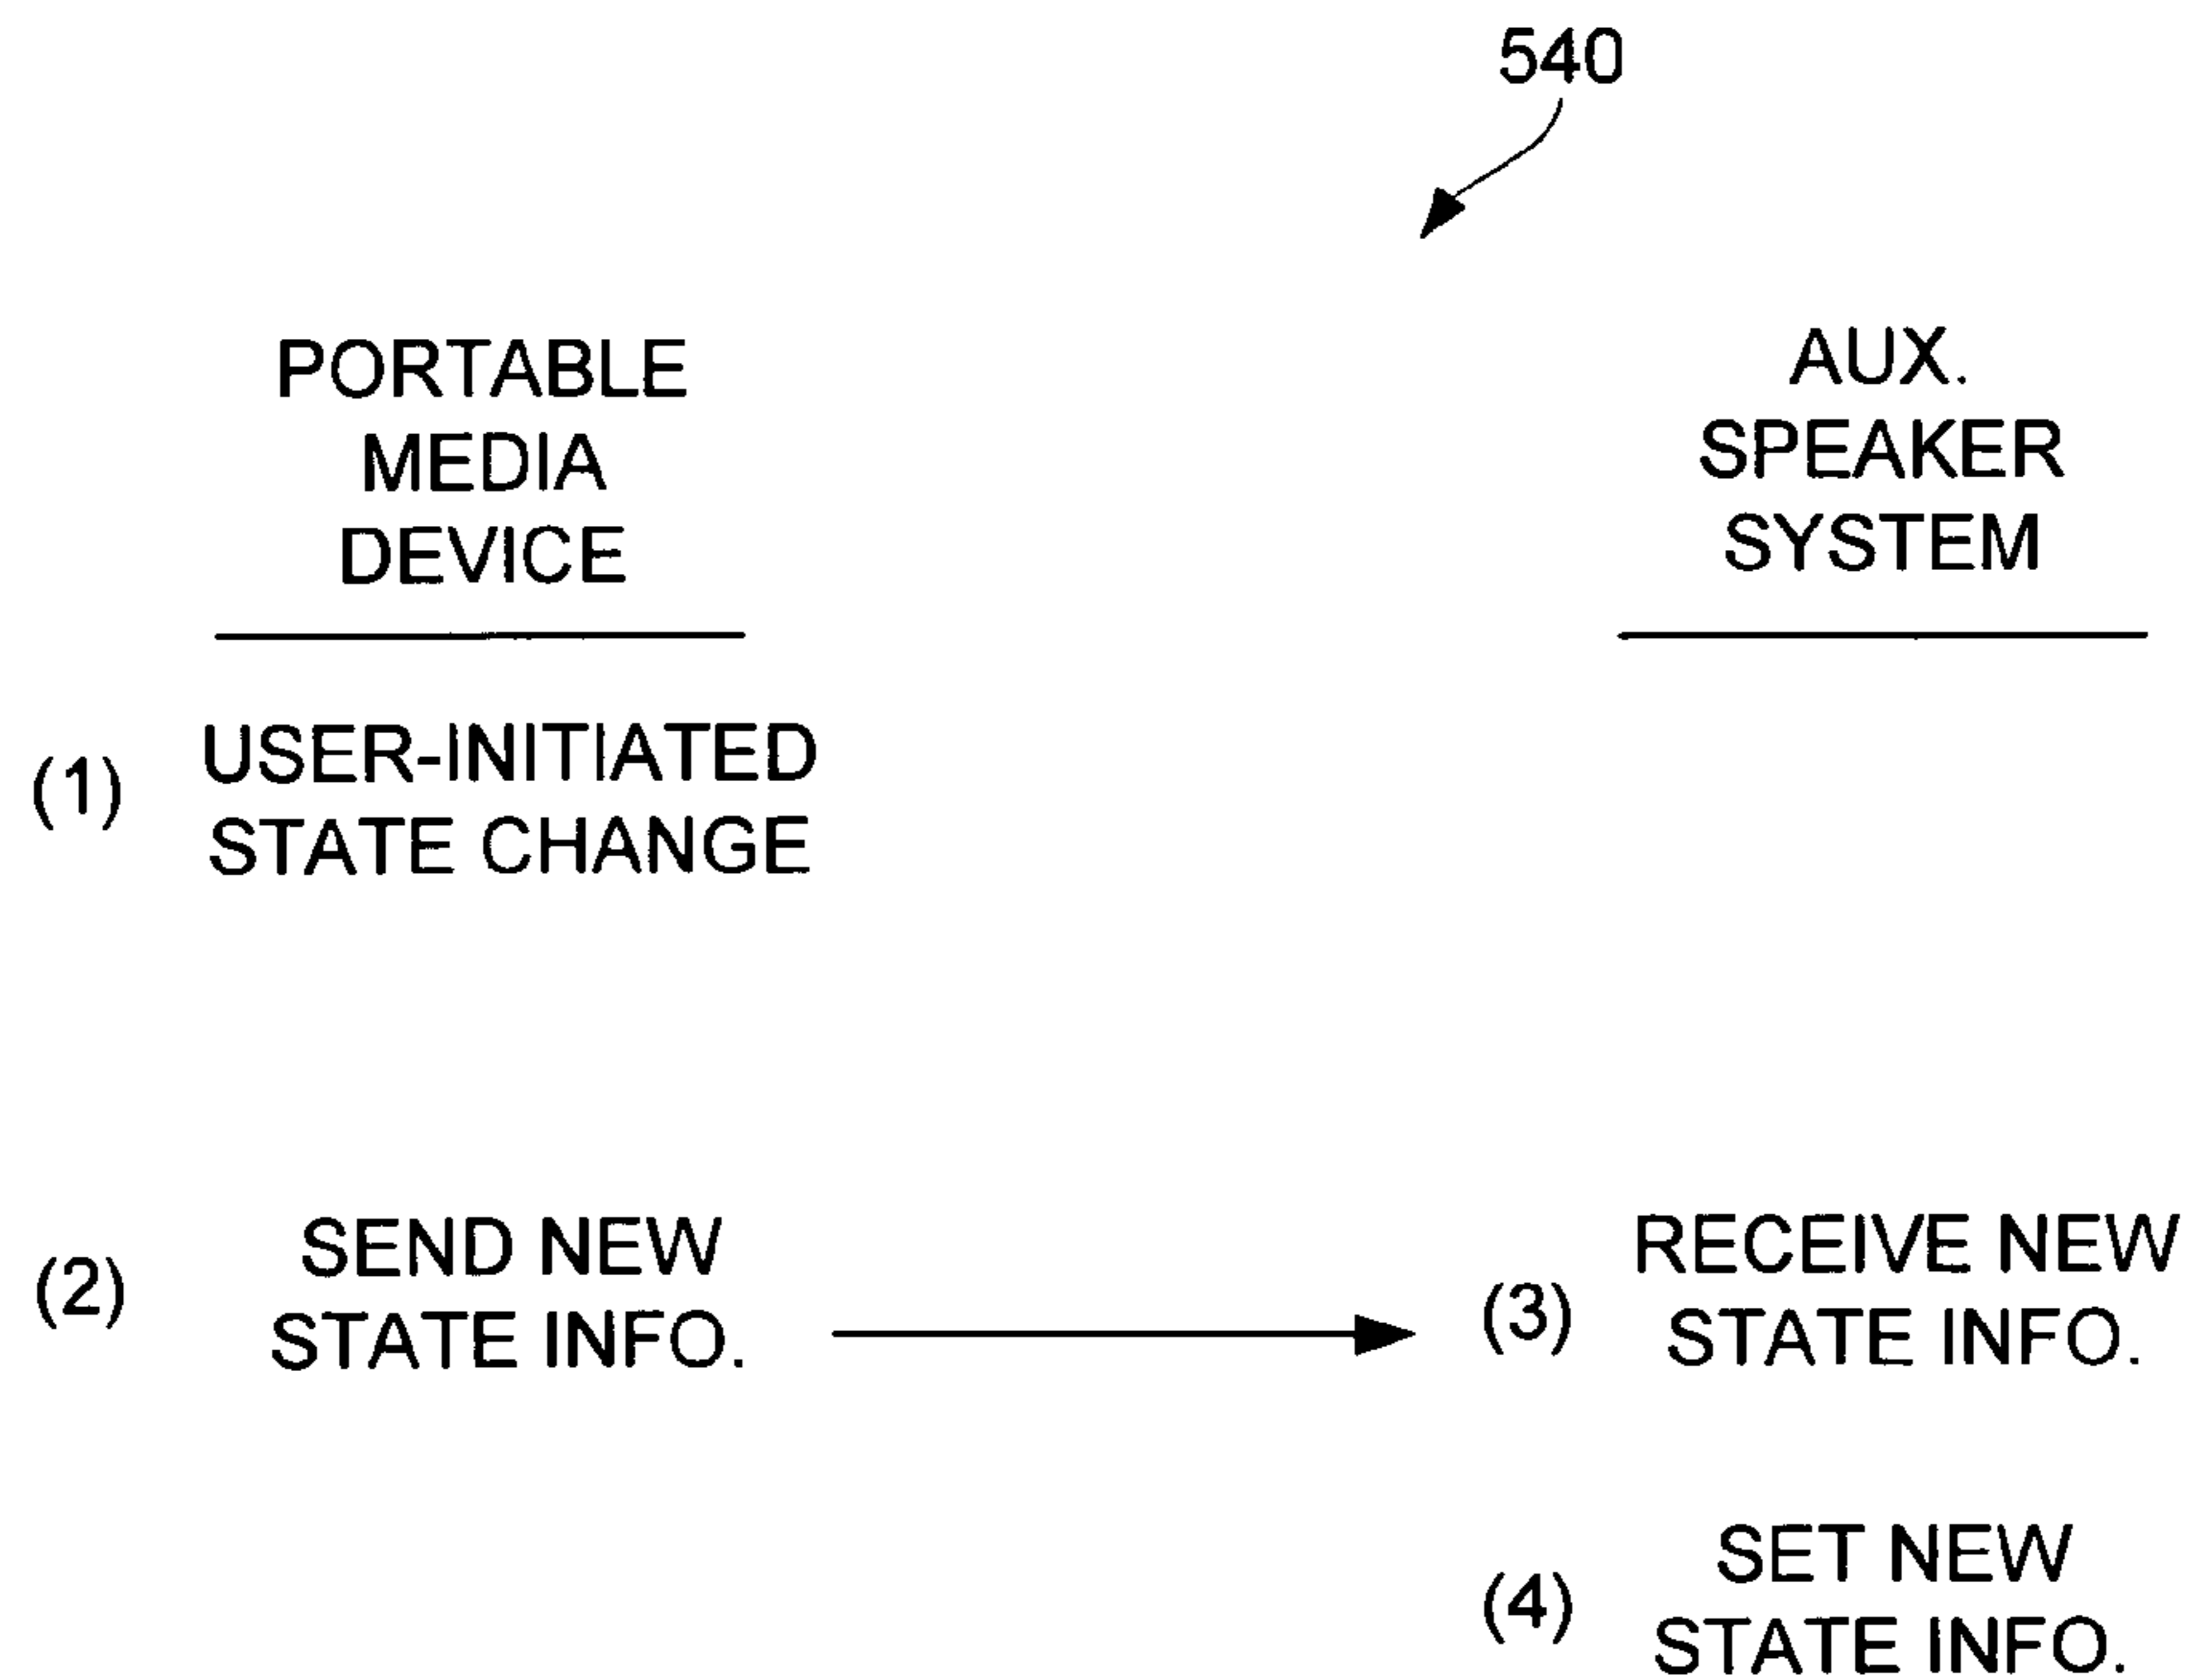 540
PORTABLE
MEDIA
DEVICE
AUX.
SPEAKER
SYSTEM
(1)
USER-INITIATED
STATE CHANGE
(2)
SEND NEW
STATE INFO.
(3)
RECEIVE NEW
STATE INFO.
(4)
SET NEW
STATE INFO.